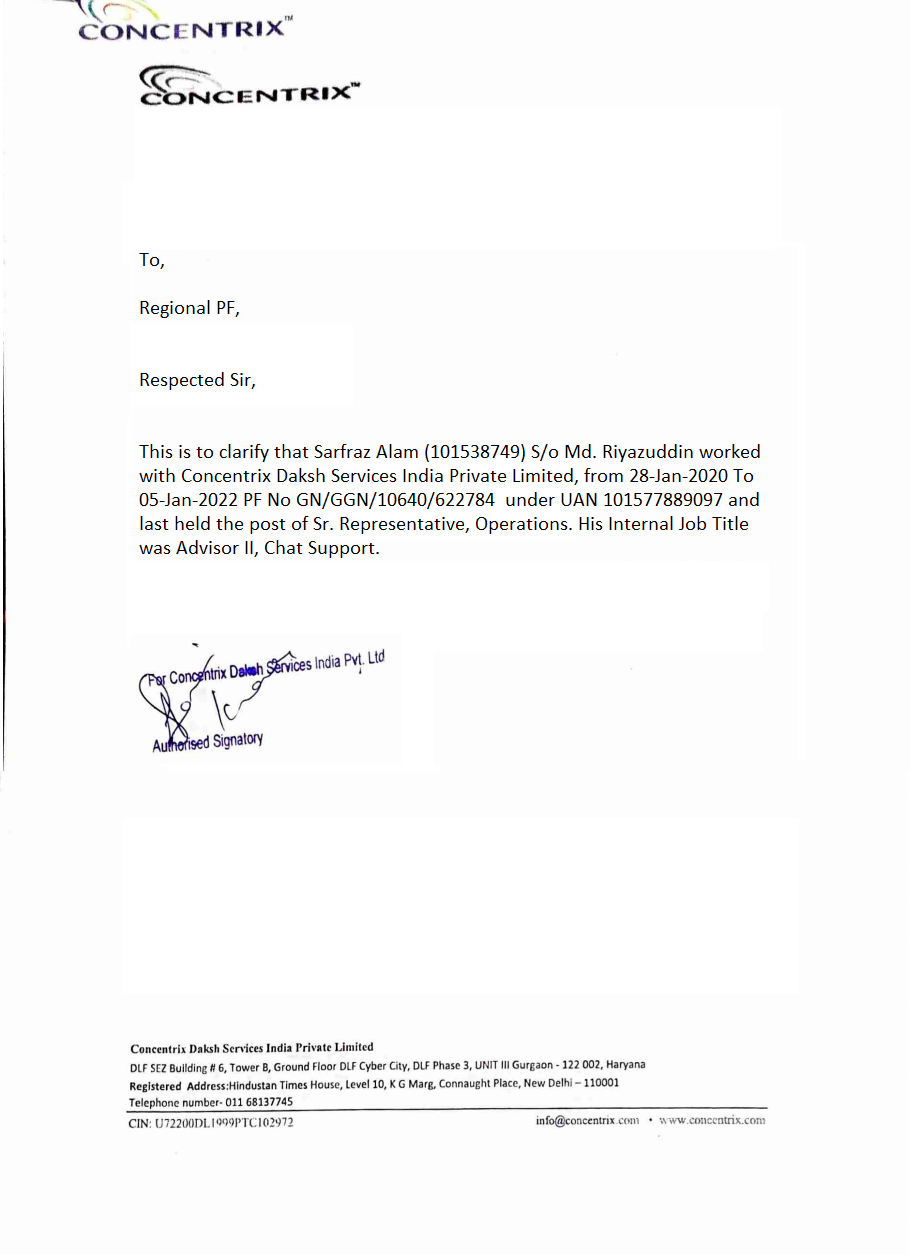 CONCENTRIX™
CONCENTRIX™
To,
Regional PF,
Respected Sir,
This is to clarify that Sarfraz Alam (101538749) S/o Md. Riyazuddin worked
with Concentrix Daksh Services India Private Limited, from 28-Jan-2020 To
05-Jan-2022 PF No GN/GGN/10640/622784 under UAN 101577889097 and
last held the post of Sr. Representative, Operations. His Internal Job Title
was Advisor II, Chat Support.
For Concentrix Daksh Services India Pvt. Ltd
Authorised Signatory
Concentrix Daksh Services India Private Limited
DLF SEZ Building # 6, Tower B, Ground Floor DLF Cyber City, DLF Phase 3, UNIT III Gurgaon - 122 002, Haryana
Registered Address:Hindustan Times House, Level 10, K G Marg, Connaught Place, New Delhi – 110001
Telephone number- 011 68137745
CIN: U72200DL1999PTC102972 info@concentrix.com • www.concentrix.com